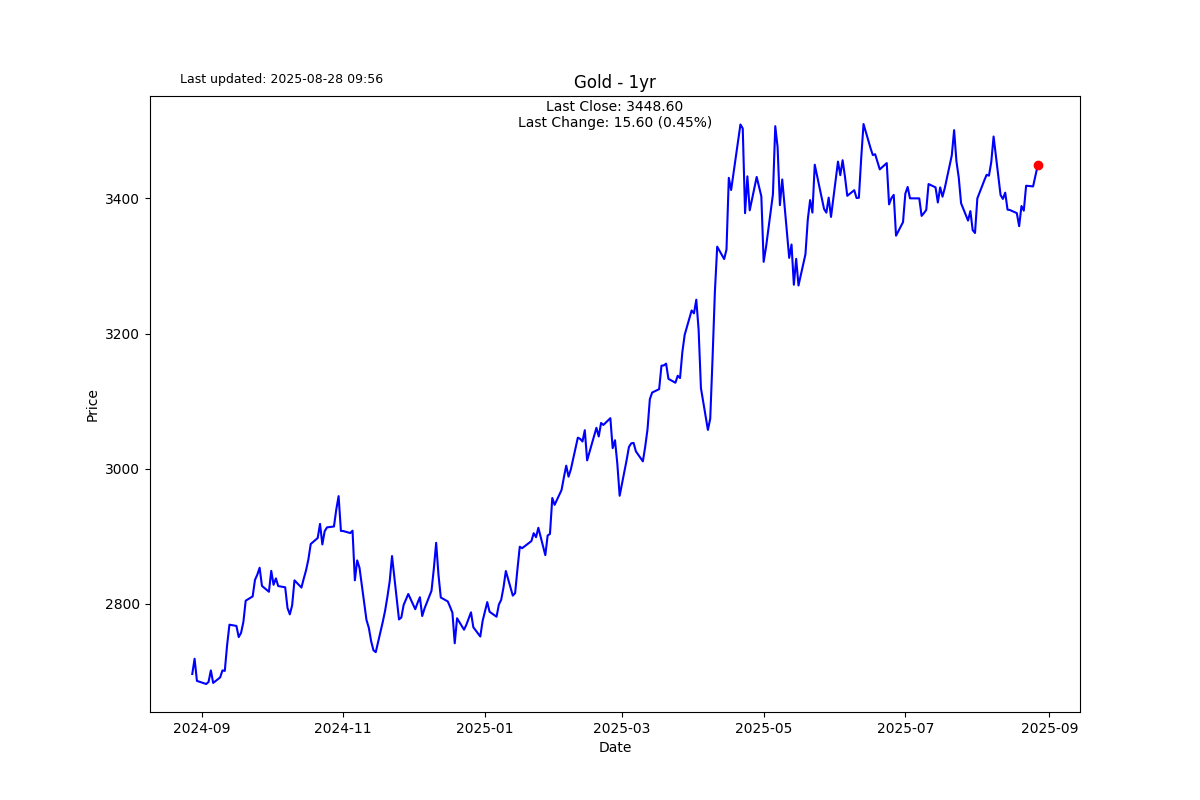 Last updated: 2025-08-28 09:56
Gold - 1yr
Last Close: 3448.60
Last Change: 15.60 (0.45%)
Price
3400
3200
3000
2800
2024-09
2024-11
2025-01
2025-03
2025-05
2025-07
2025-09
Date